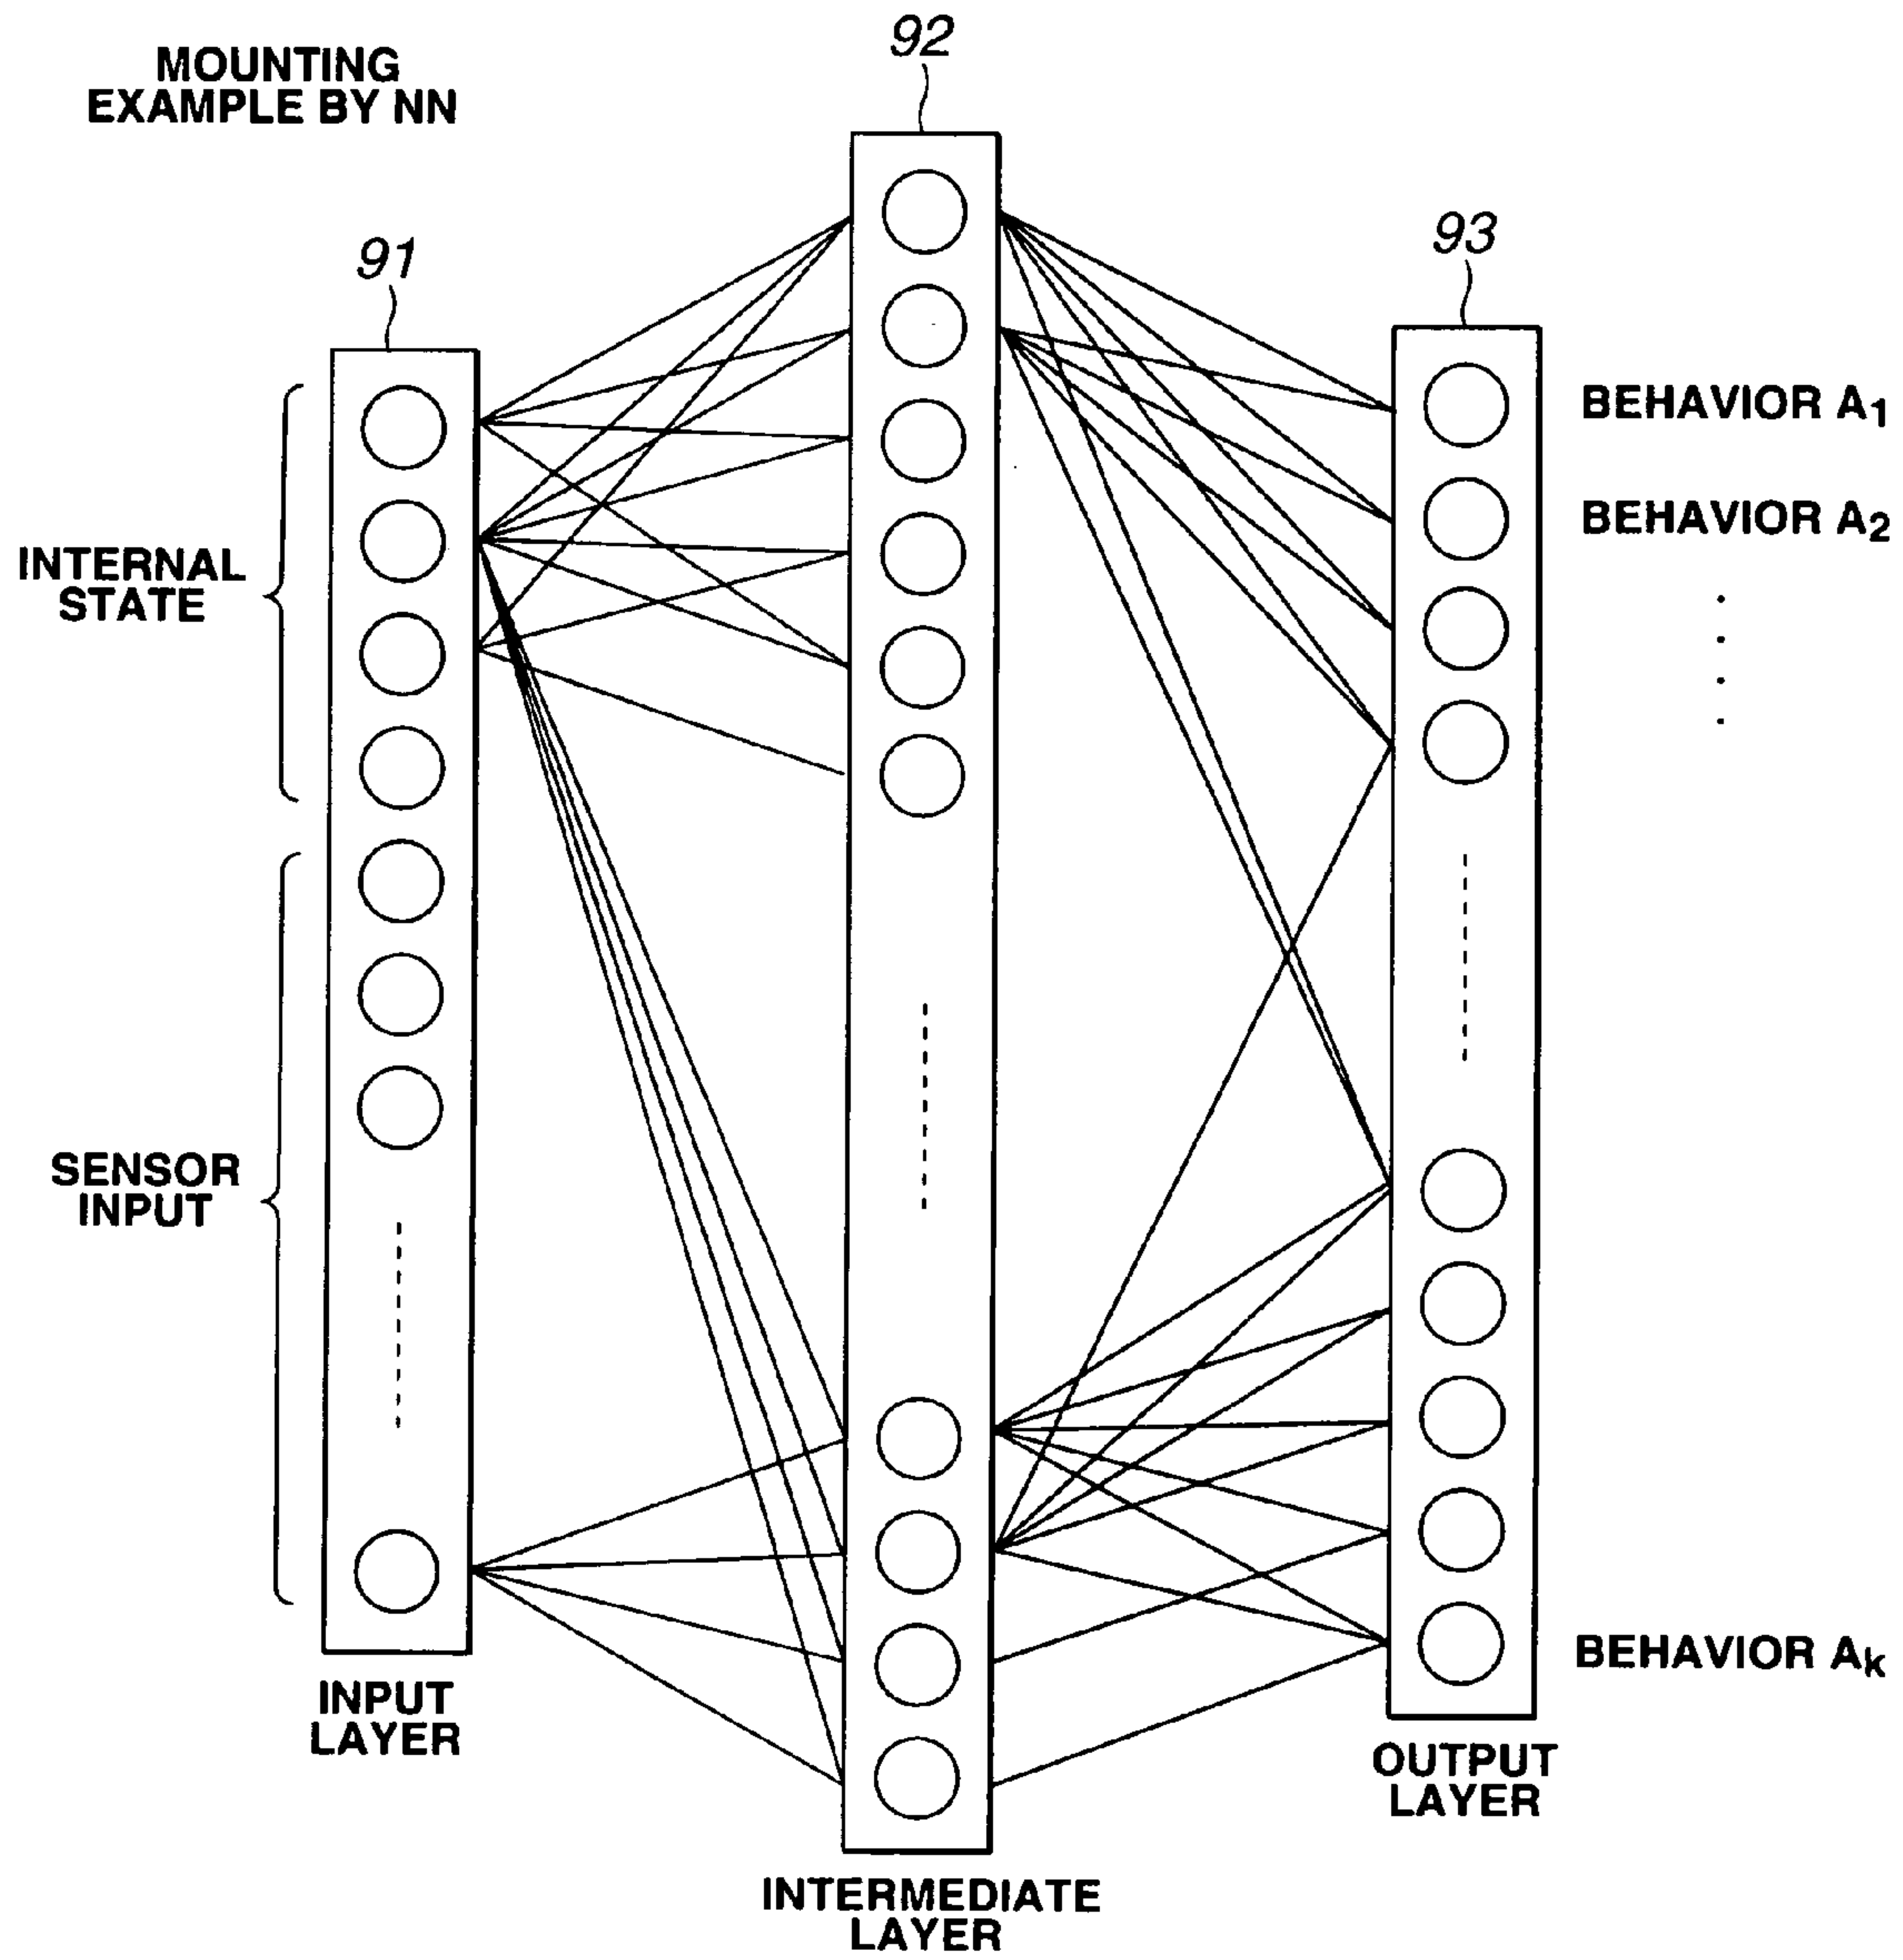 MOUNTING
EXAMPLE BY NN
91
92
93
INTERNAL
STATE
SENSOR
INPUT
BEHAVIOR A1
BEHAVIOR A2
BEHAVIOR Ak
INPUT
LAYER
INTERMEDIATE
LAYER
OUTPUT
LAYER